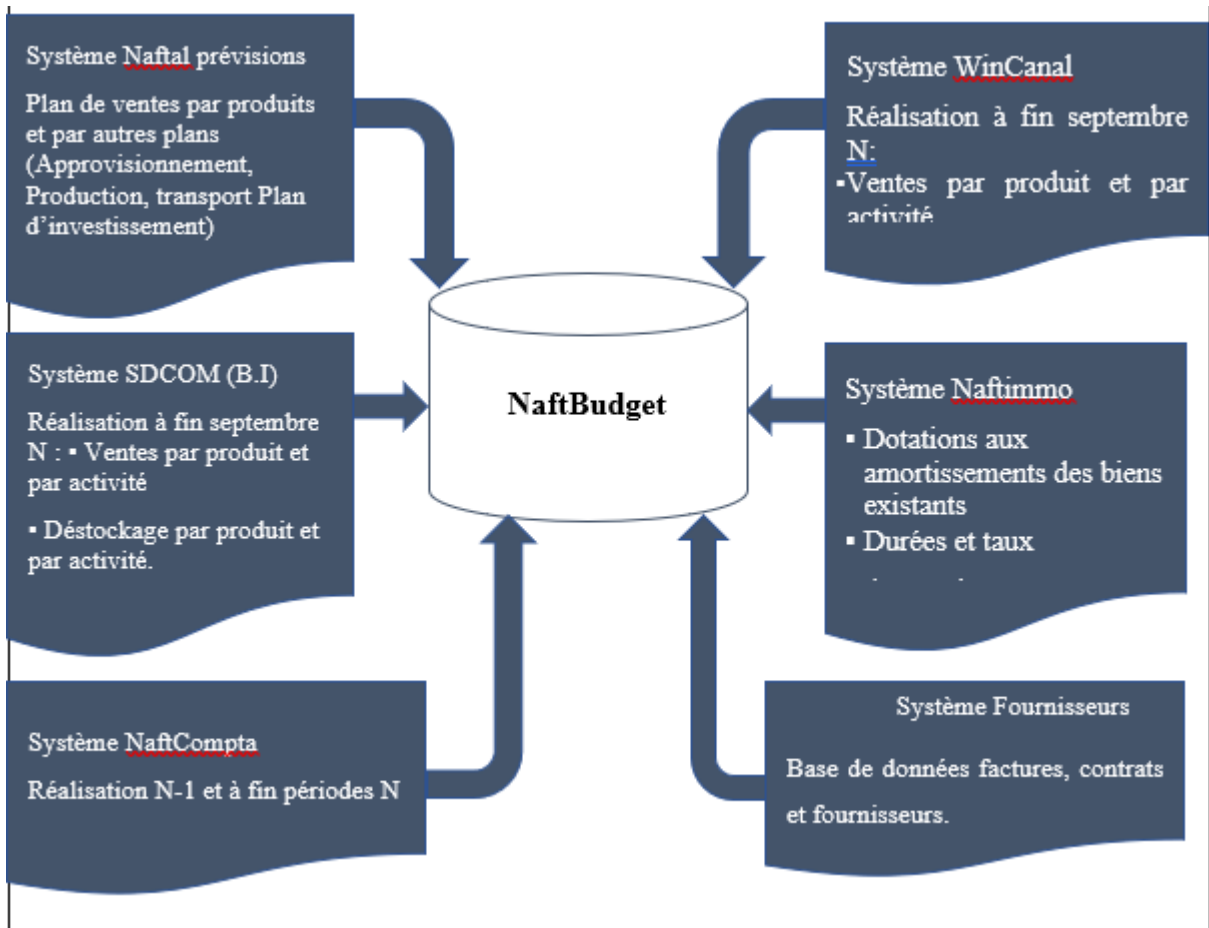 Système Naftal prévisions
Plan de ventes par produits
et par autres plans
(Approvisionnement,
Production, transport Plan
d’investissement)
Système SDCOM (B.I)
Réalisation à fin septembre
N : ▪ Ventes par produit et
par activité
▪ Déstockage par produit et
par activité.
Système NaftCompta
Réalisation N-1 et à fin périodes N
NaftBudget
Système WinCanal
Réalisation à fin septembre
N:
▪Ventes par produit et par
activité
Système Naftimmo
▪ Dotations aux
amortissements des biens
existants
▪ Durées et taux
Système Fournisseurs
Base de données factures, contrats
et fournisseurs.